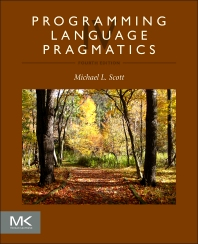 PROGRAMMING
LANGUAGE
PRAGMATICS
FOURTH EDITION
Michael L. Scott
MK